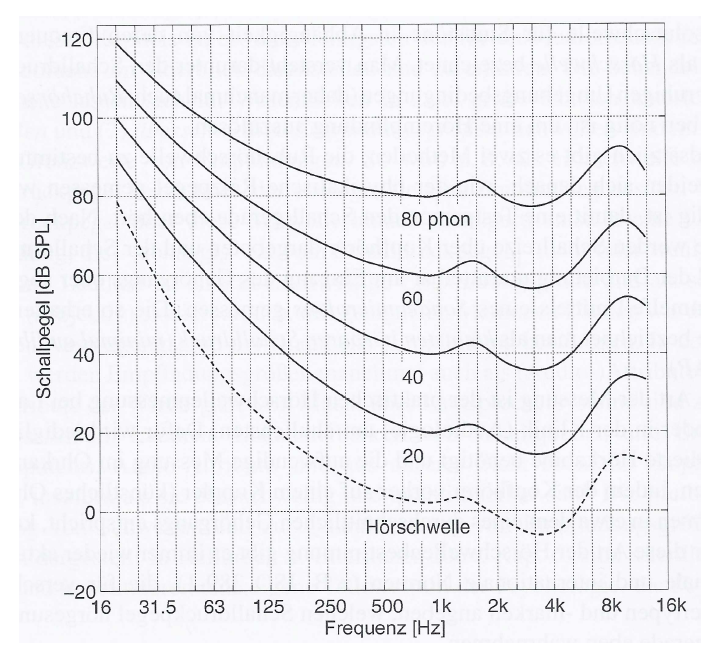 120
100
80
60
40
20
0
−20
Schallpegel [dB SPL]
80 phon
60
40
20
Hörschwelle
16
31.5
63
125
250
500
1k
2k
4k
8k
16k
Frequenz [Hz]